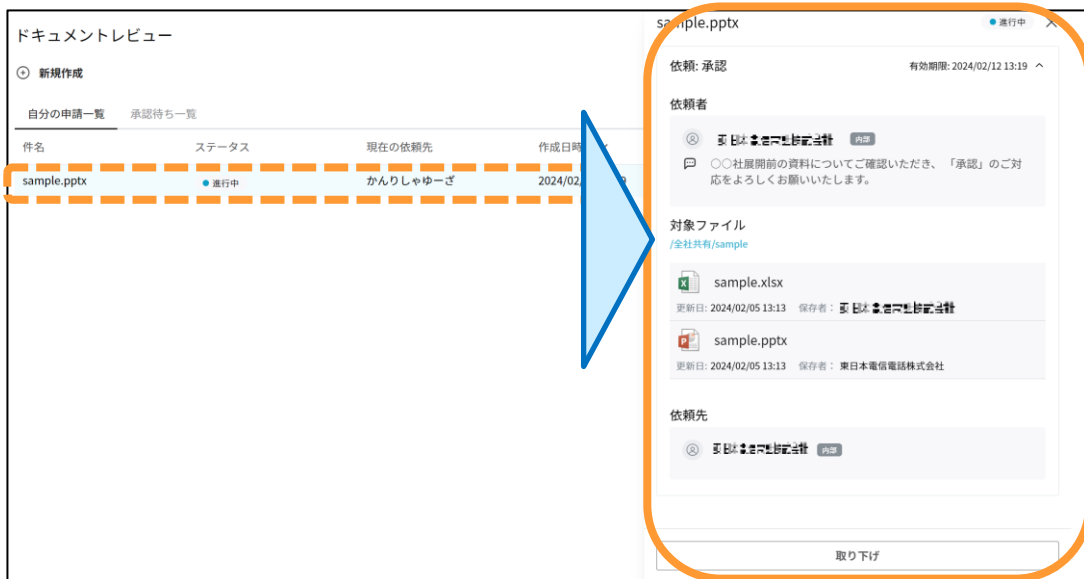 ドキュメントレビュー
新規作成
自分の申請一覧 承認待ち一覧
件名 ステータス 現在の依頼先 作成日時
sample.pptx 進行中 かんりしゃゆーざ 2024/02/
sample.pptx 進行中
依頼: 承認 有効期限: 2024/02/12 13:19
依頼者
内部
○○社展開前の資料についてご確認いただき、「承認」のご対
応をよろしくお願いいたします。
対象ファイル
/全社共有/sample
sample.xlsx
更新日: 2024/02/05 13:13 保存者：
sample.pptx
更新日: 2024/02/05 13:13 保存者： 東日本電信電話株式会社
依頼先
内部
取り下げ